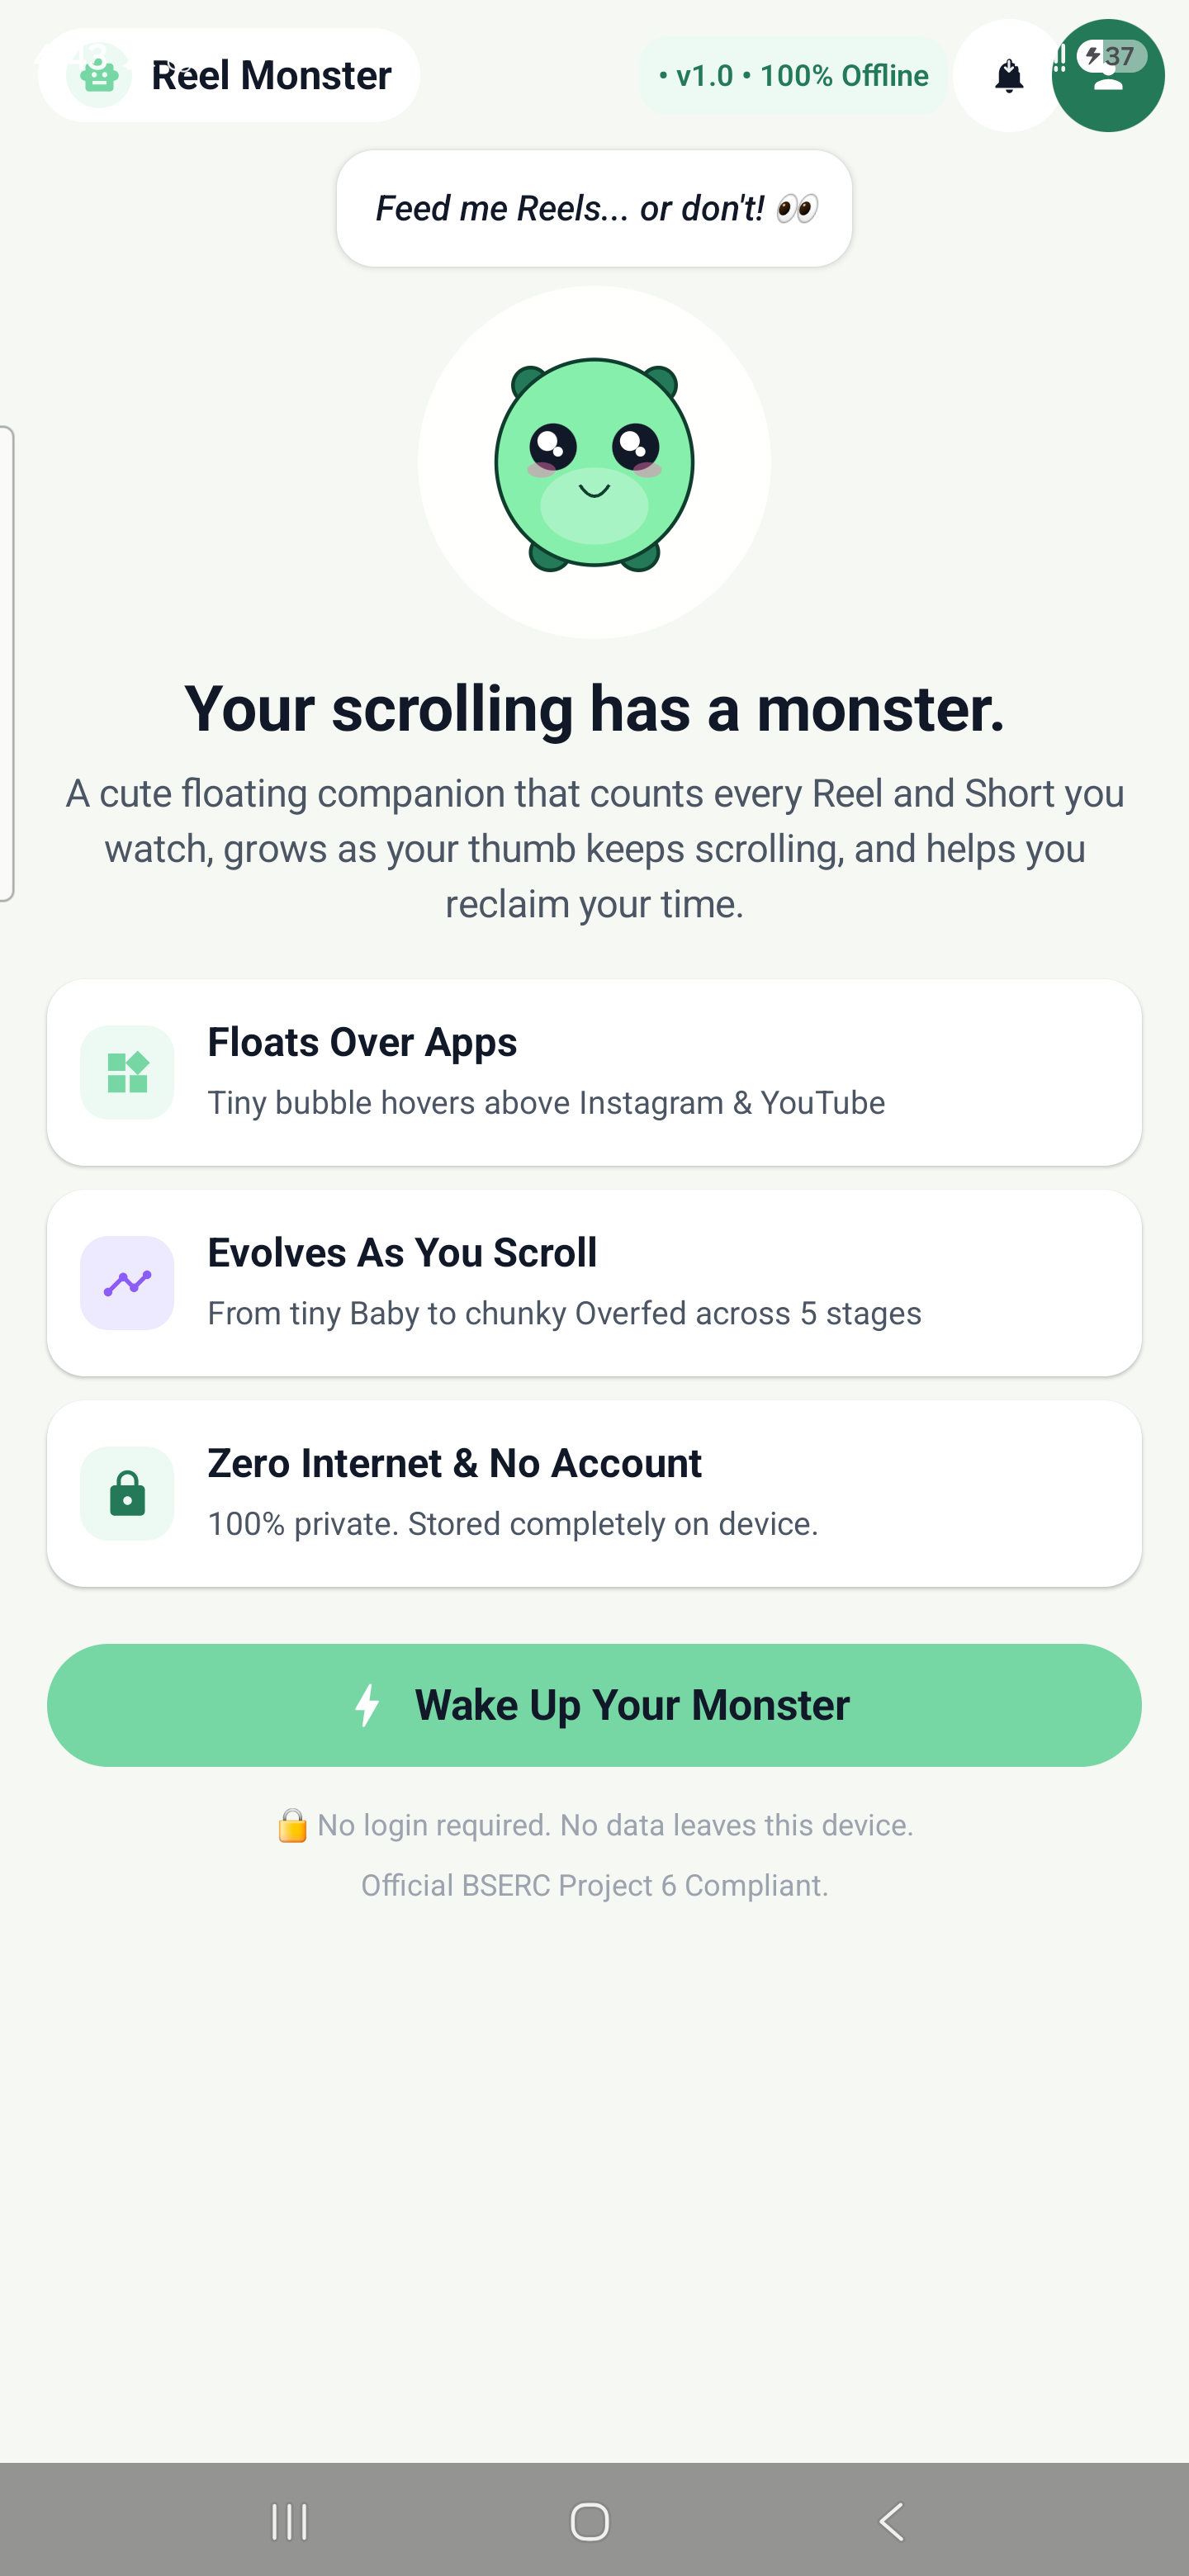 Reel Monster
• v1.0 • 100% Offline
37
Feed me Reels... or don't! 👀
Your scrolling has a monster.
A cute floating companion that counts every Reel and Short you
watch, grows as your thumb keeps scrolling, and helps you
reclaim your time.
Floats Over Apps
Tiny bubble hovers above Instagram & YouTube
Evolves As You Scroll
From tiny Baby to chunky Overfed across 5 stages
Zero Internet & No Account
100% private. Stored completely on device.
Wake Up Your Monster
🔒 No login required. No data leaves this device.
Official BSERC Project 6 Compliant.